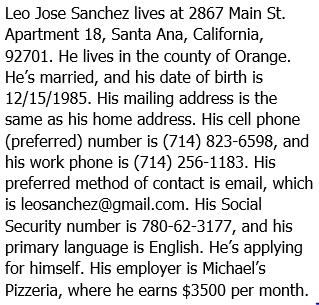 Leo Jose Sanchez lives at 2867 Main St.
Apartment 18, Santa Ana, California,
92701. He lives in the county of Orange.
He’s married, and his date of birth is
12/15/1985. His mailing address is the
same as his home address. His cell phone
(preferred) number is (714) 823-6598, and
his work phone is (714) 256-1183. His
preferred method of contact is email, which
is leosanchez@gmail.com. His Social
Security number is 780-62-3177, and his
primary language is English. He’s applying
for himself. His employer is Michael’s
Pizzeria, where he earns $3500 per month.